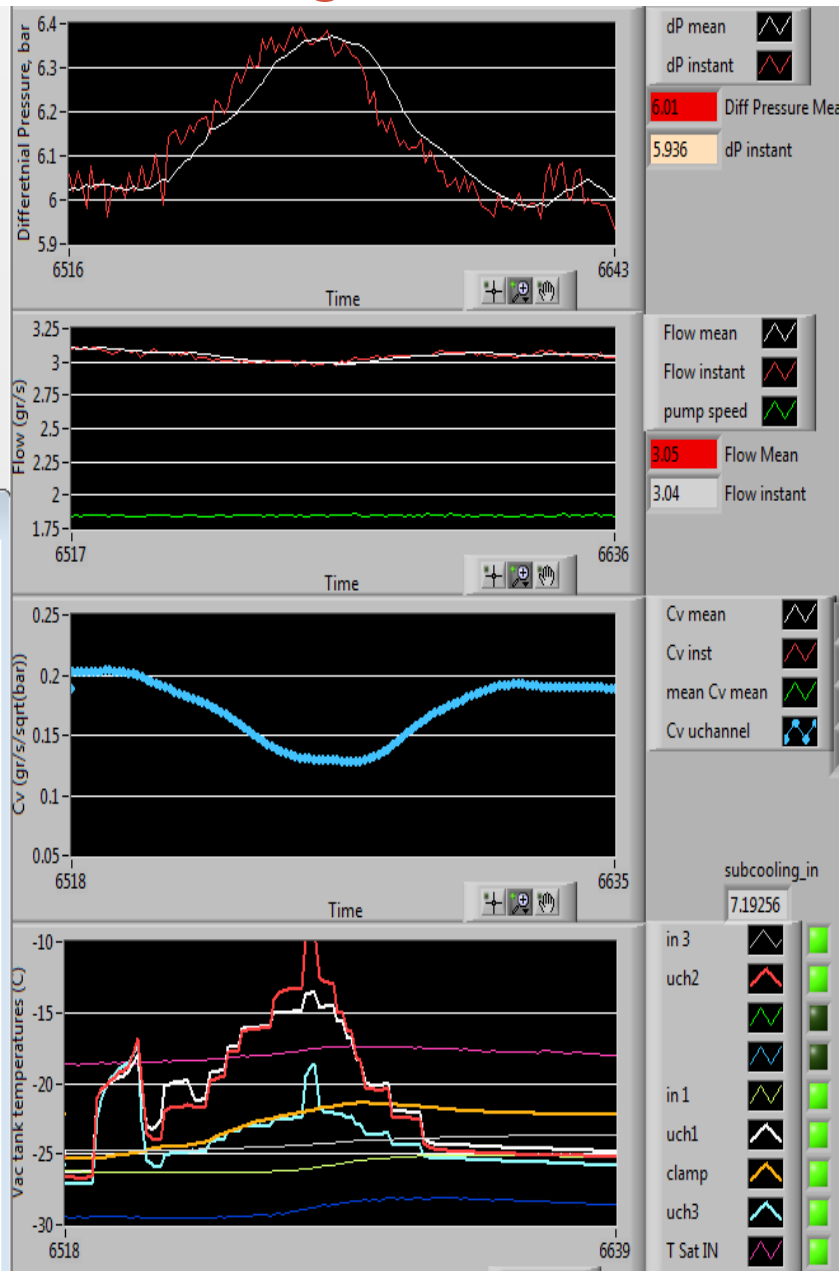 Differetnial Pressure, bar
6.4
6.3
6.2
6.1
6
5.9
6516
6643
Time
dP mean
dP instant
6.01 Diff Pressure Mea
5.936 dP instant
Flow (gr/s)
3.25
3
2.75
2.5
2.25
2
1.75
6517
6636
Time
Flow mean
Flow instant
pump speed
3.05 Flow Mean
3.04 Flow instant
Cv (gr/s/sqrt(bar))
0.25
0.2
0.15
0.1
0.05
6518
6635
Time
Cv mean
Cv inst
mean Cv mean
Cv uchannel
subcooling_in
7.19256
Vac tank temperatures (C)
-10
-15
-20
-25
-30
6518
6639
in 3
uch2
in 1
uch1
clamp
uch3
T Sat IN